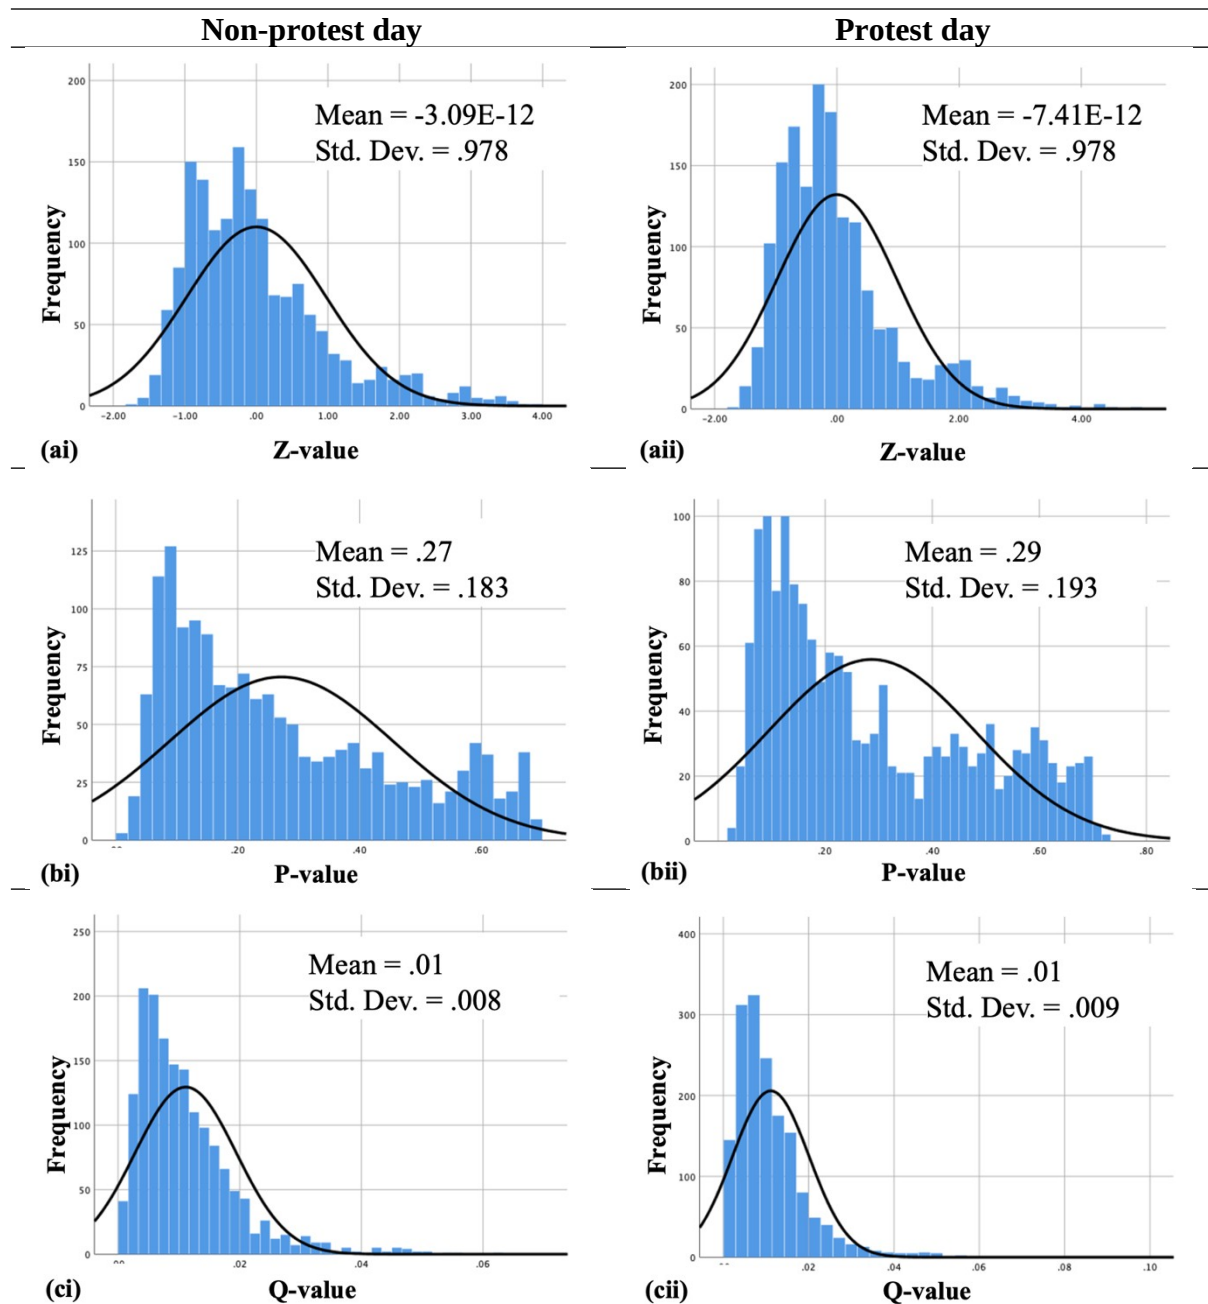 Non-protest day Protest day
Mean = -3.09E-12
Std. Dev. = .978
200
150
100
50
0
Frequency
-2.00 -1.00 .00 1.00 2.00 3.00 4.00
(ai) Z-value
Mean = -7.41E-12
Std. Dev. = .978
200
150
100
50
0
Frequency
-2.00 .00 2.00 4.00
(aii) Z-value
Mean = .27
Std. Dev. = .183
125
100
75
50
25
0
Frequency
.20 .40 .60
(bi) P-value
Mean = .29
Std. Dev. = .193
100
80
60
40
20
0
Frequency
.20 .40 .60 .80
(bii) P-value
Mean = .01
Std. Dev. = .008
250
200
150
100
50
0
Frequency
.02 .04 .06
(ci) Q-value
Mean = .01
Std. Dev. = .009
400
300
200
100
0
Frequency
.02 .04 .06 .08 .10
(cii) Q-value